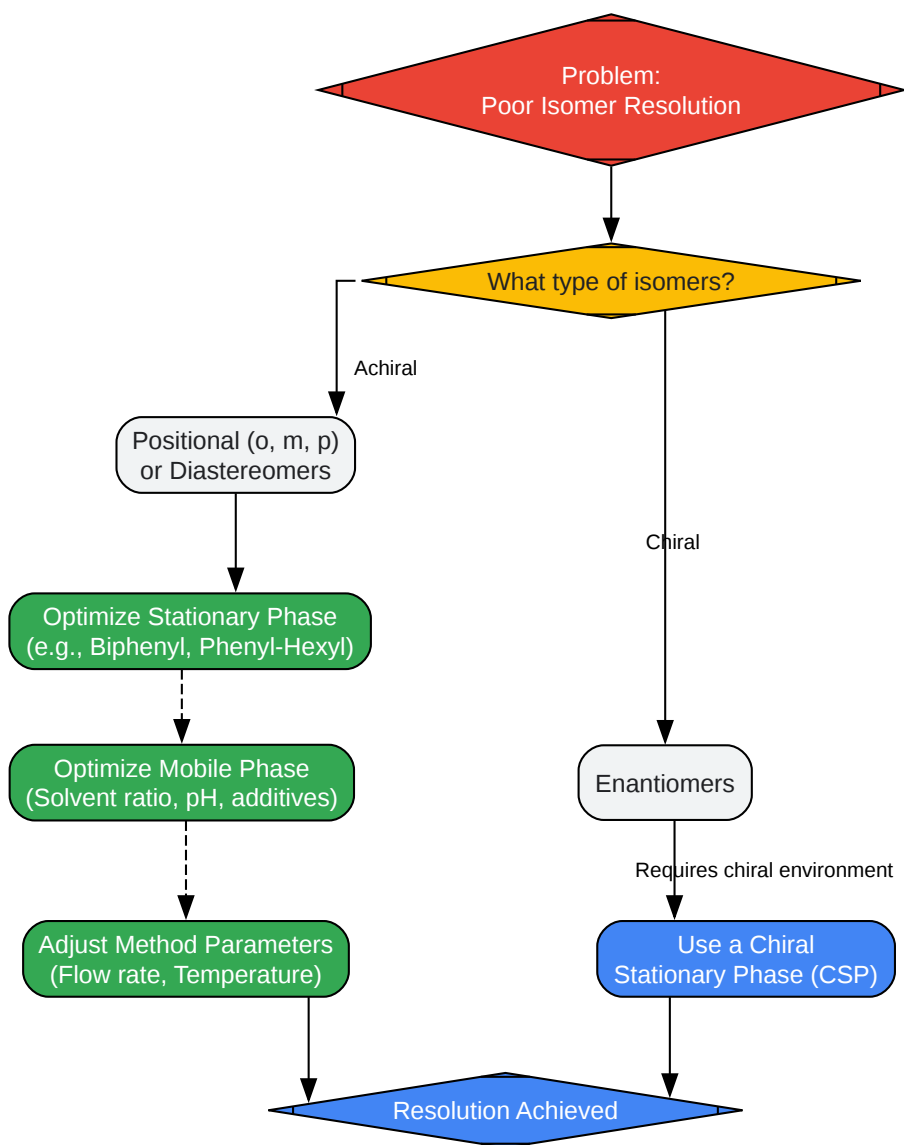 Problem:
Poor Isomer Resolution
What type of isomers?
Achiral
Positional (o, m, p)
or Diastereomers
Optimize Stationary Phase
(e.g., Biphenyl, Phenyl-Hexyl)
Optimize Mobile Phase
(Solvent ratio, pH, additives)
Adjust Method Parameters
(Flow rate, Temperature)
Chiral
Enantiomers
Requires chiral environment
Use a Chiral
Stationary Phase (CSP)
Resolution Achieved